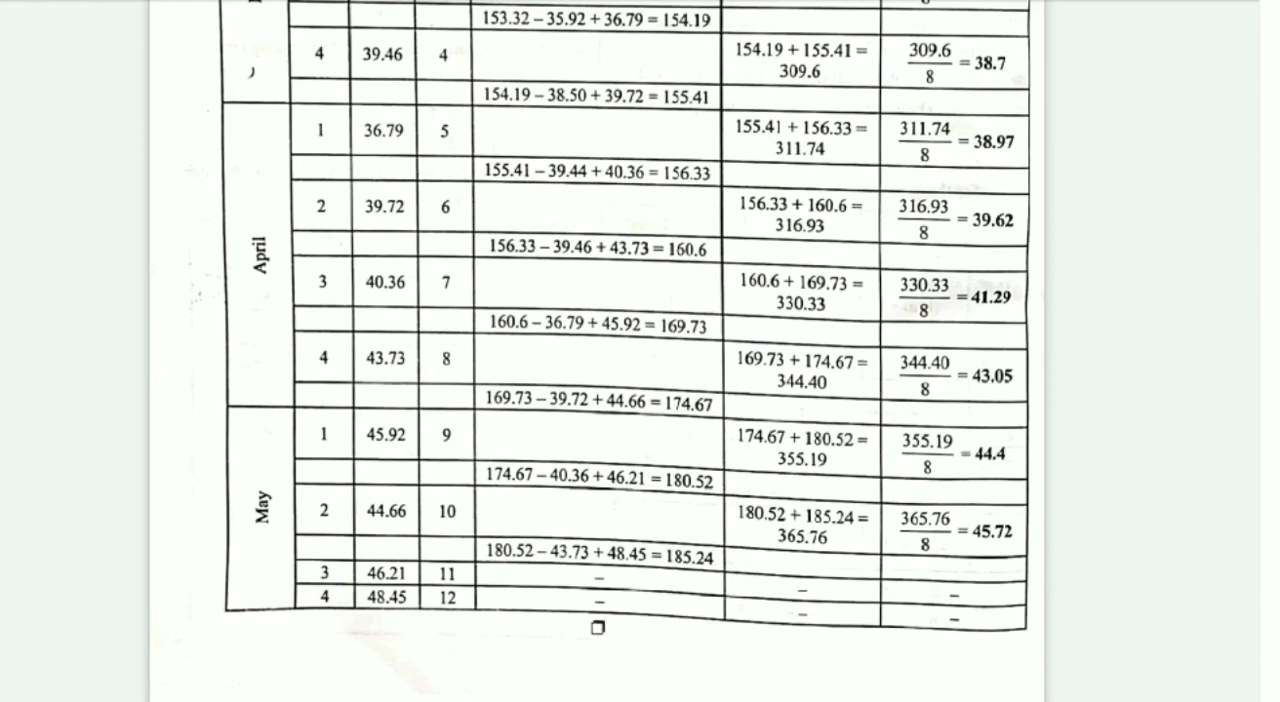 153.32 – 35.92 + 36.79 = 154.19
4 39.46 4 154.19 + 155.41 = 309.6 309.6/8 = 38.7
154.19 – 38.50 + 39.72 = 155.41
April
1 36.79 5 155.41 + 156.33 = 311.74 311.74/8 = 38.97
155.41 – 39.44 + 40.36 = 156.33
2 39.72 6 156.33 + 160.6 = 316.93 316.93/8 = 39.62
156.33 – 39.46 + 43.73 = 160.6
3 40.36 7 160.6 + 169.73 = 330.33 330.33/8 = 41.29
160.6 – 36.79 + 45.92 = 169.73
4 43.73 8 169.73 + 174.67 = 344.40 344.40/8 = 43.05
169.73 – 39.72 + 44.66 = 174.67
May
1 45.92 9 174.67 + 180.52 = 355.19 355.19/8 = 44.4
174.67 – 40.36 + 46.21 = 180.52
2 44.66 10 180.52 + 185.24 = 365.76 365.76/8 = 45.72
180.52 – 43.73 + 48.45 = 185.24
3 46.21 11 – – –
4 48.45 12 – – –